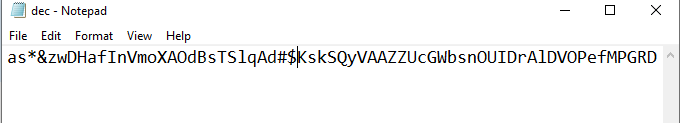 dec - Notepad
File Edit Format View Help
as*&zwDHafInVmoXAOdBsTSlqAd#$KskSQyVAAZZUcGWbsnOUIDrAlDVOPefMPGRD